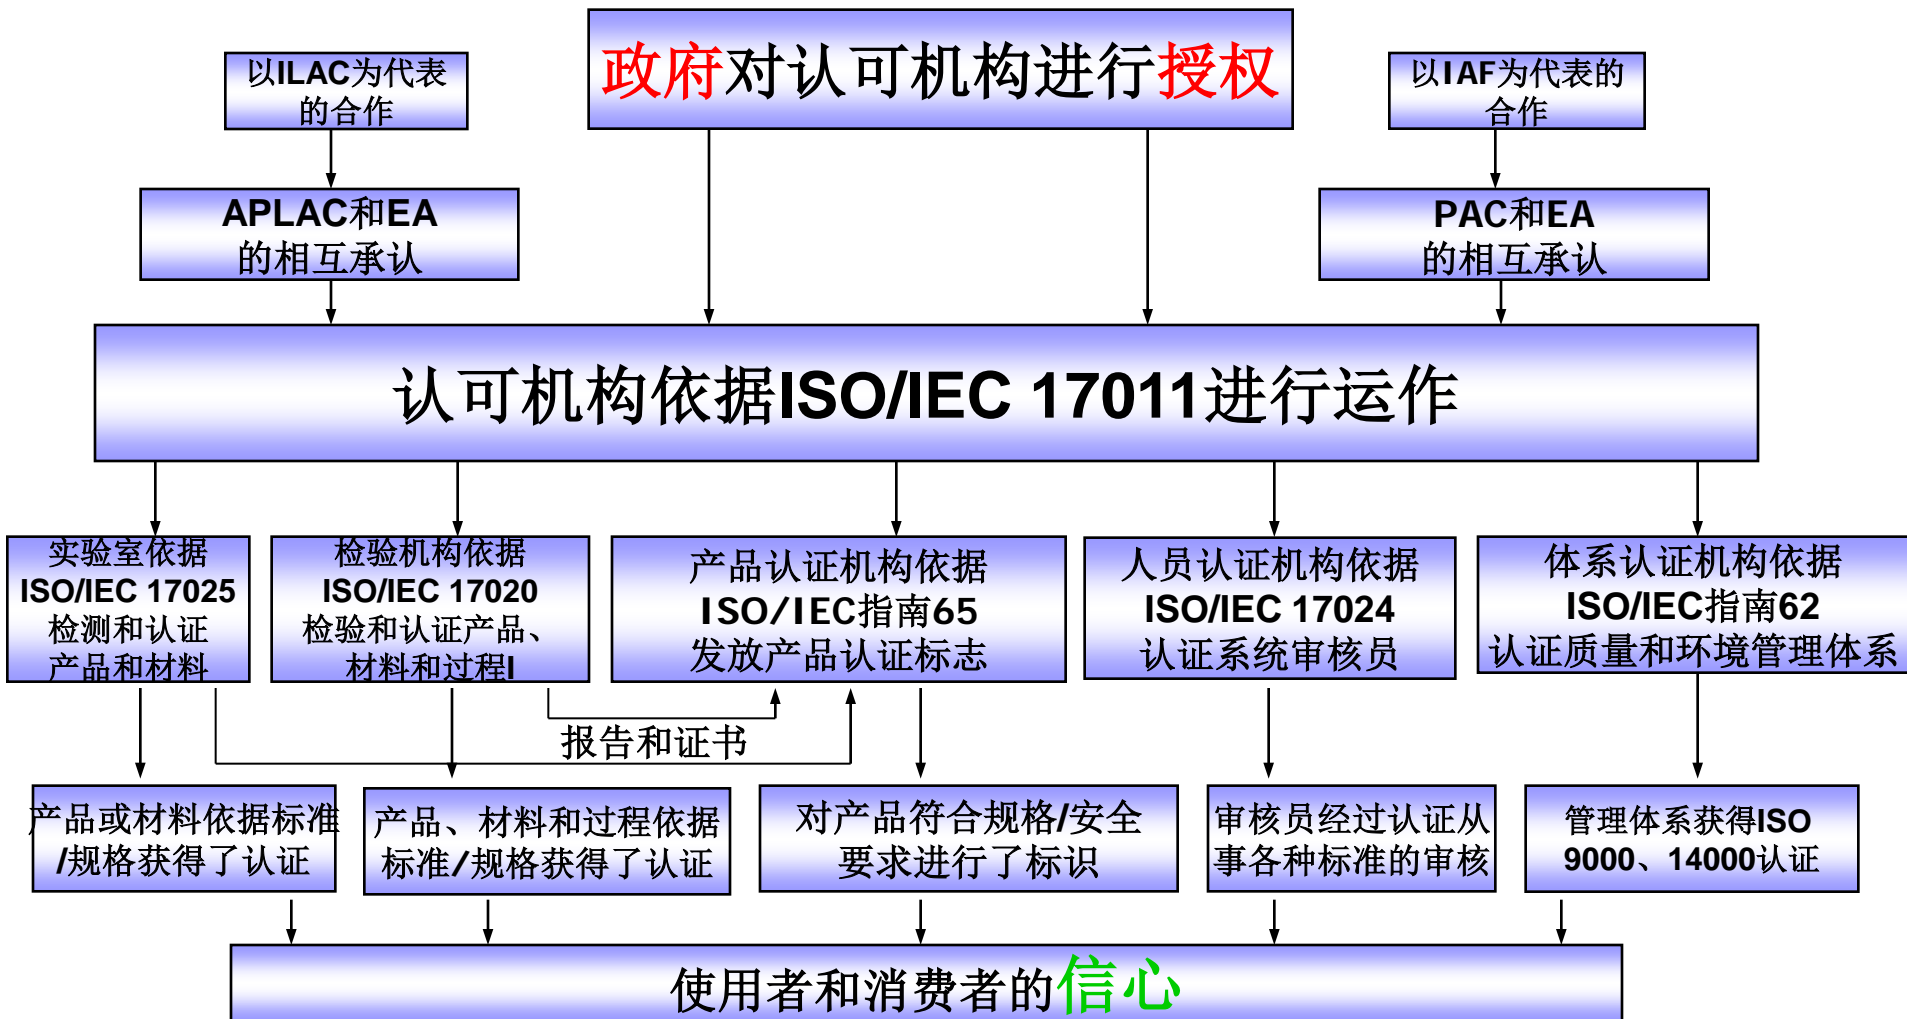 政府对认可机构进行授权
以ILAC为代表
的合作
以IAF为代表的
合作
APLAC和EA
的相互承认
PAC和EA
的相互承认
认可机构依据ISO/IEC 17011进行运作
实验室依据
ISO/IEC 17025
检测和认证
产品和材料
检验机构依据
ISO/IEC 17020
检验和认证产品、
材料和过程I
产品认证机构依据
ISO/IEC指南65
发放产品认证标志
人员认证机构依据
ISO/IEC 17024
认证系统审核员
体系认证机构依据
ISO/IEC指南62
认证质量和环境管理体系
报告和证书
产品或材料依据标准
/规格获得了认证
产品、材料和过程依据
标准/规格获得了认证
对产品符合规格/安全
要求进行了标识
审核员经过认证从
事各种标准的审核
管理体系获得ISO
9000、14000认证
使用者和消费者的信心